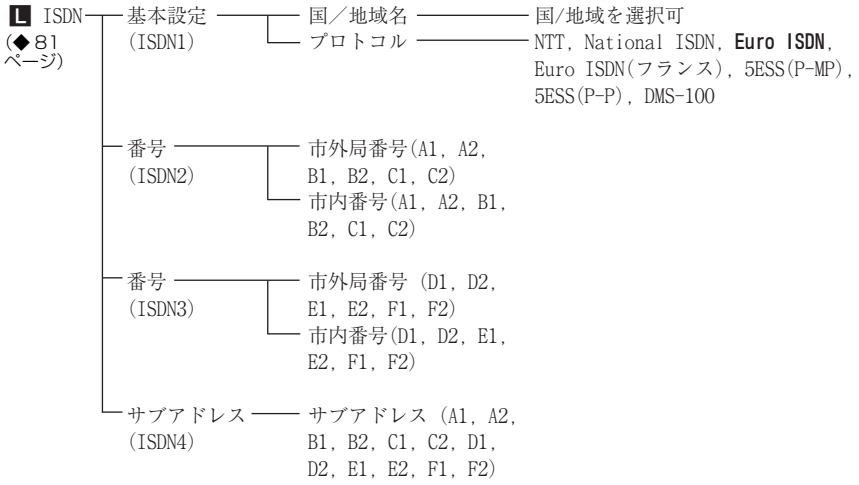 L ISDN 基本設定 国／地域名 国/地域を選択可
(◆81 (ISDN1) プロトコル NTT, National ISDN, Euro ISDN,
ページ) Euro ISDN(フランス), 5ESS(P-MP),
5ESS(P-P), DMS-100
番号 市外局番号(A1, A2,
(ISDN2) B1, B2, C1, C2)
市内番号(A1, A2, B1,
B2, C1, C2)
番号 市外局番号 (D1, D2,
(ISDN3) E1, E2, F1, F2)
市内番号(D1, D2, E1,
E2, F1, F2)
サブアドレス サブアドレス (A1, A2,
(ISDN4) B1, B2, C1, C2, D1,
D2, E1, E2, F1, F2)